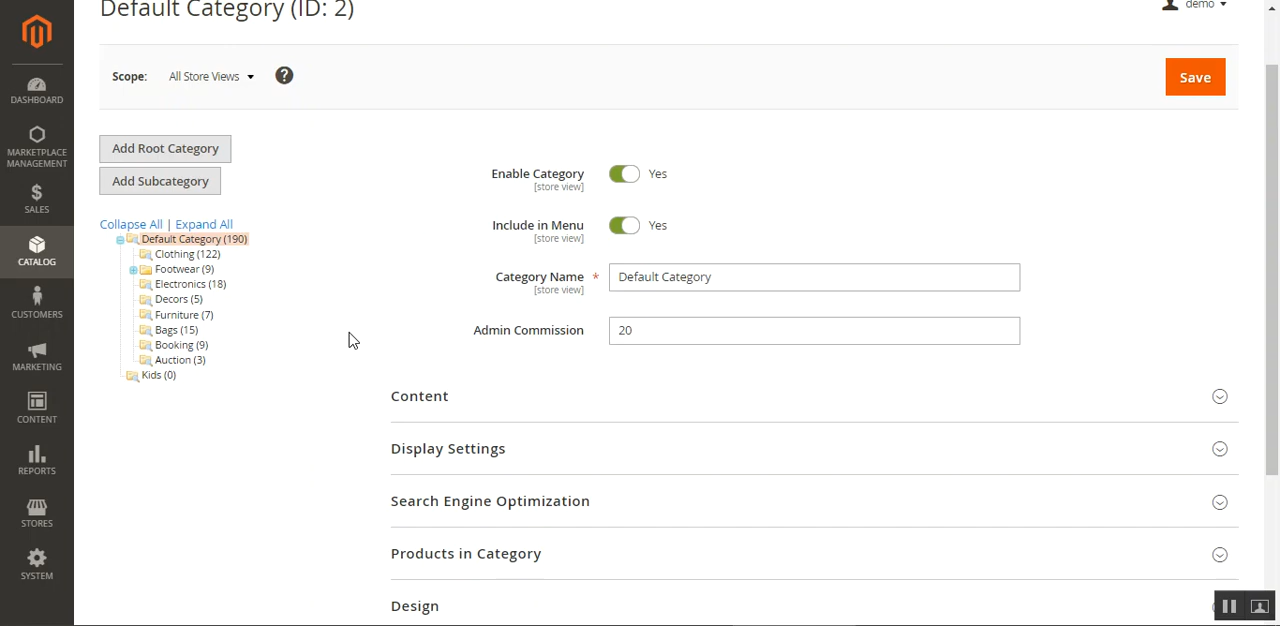 Default Category (ID: 2)
demo
Scope: All Store Views ?
Save
DASHBOARD
MARKETPLACE
MANAGEMENT
SALES
CATALOG
CUSTOMERS
MARKETING
CONTENT
REPORTS
STORES
SYSTEM
Add Root Category
Add Subcategory
Collapse All | Expand All
Default Category (190)
Clothing (122)
Footwear (9)
Electronics (18)
Decors (5)
Furniture (7)
Bags (15)
Booking (9)
Auction (3)
Kids (0)
Enable Category Yes
[store view]
Include in Menu Yes
[store view]
Category Name * Default Category
[store view]
Admin Commission 20
Content
Display Settings
Search Engine Optimization
Products in Category
Design